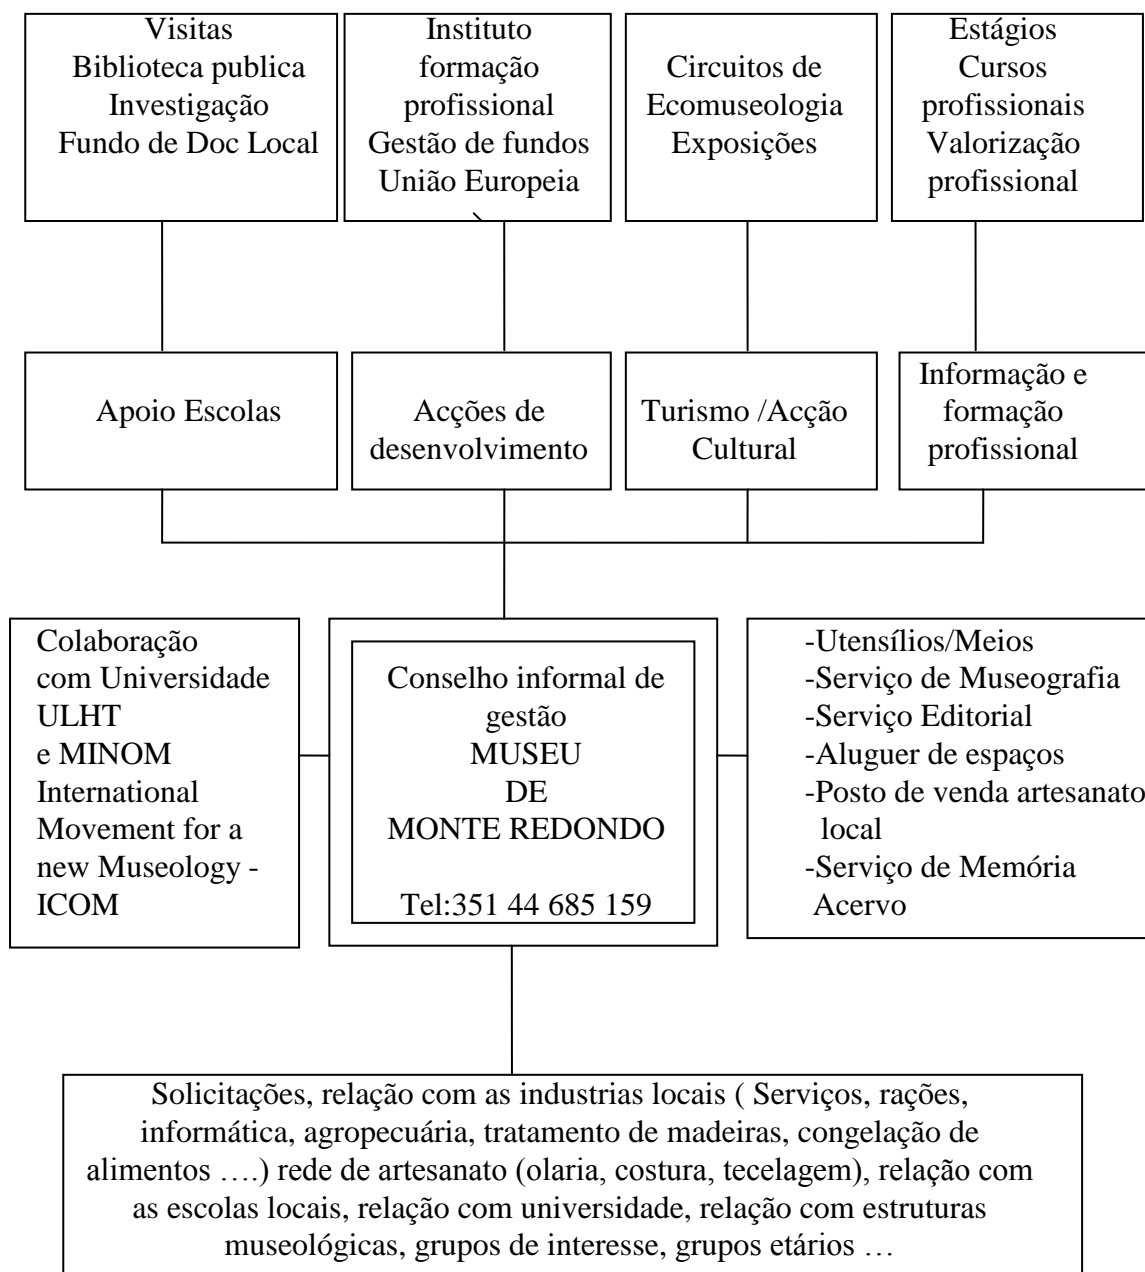 Visitas
Biblioteca publica
Investigação
Fundo de Doc Local
Instituto
formação
profissional
Gestão de fundos
União Europeia
Circuitos de
Ecomuseologia
Exposições
Estágios
Cursos
profissionais
Valorização
profissional
Apoio Escolas
Acções de
desenvolvimento
Turismo /Acção
Cultural
Informação e
formação
profissional
Colaboração
com Universidade
ULHT
e MINOM
International
Movement for a
new Museology -
ICOM
Conselho informal de
gestão
MUSEU
DE
MONTE REDONDO
Tel:351 44 685 159
-Utensílios/Meios
-Serviço de Museografia
-Serviço Editorial
-Aluguer de espaços
-Posto de venda artesanato
local
-Serviço de Memória
Acervo
Solicitações, relação com as industrias locais ( Serviços, rações,
informática, agropecuária, tratamento de madeiras, congelação de
alimentos ….) rede de artesanato (olaria, costura, tecelagem), relação com
as escolas locais, relação com universidade, relação com estruturas
museológicas, grupos de interesse, grupos etários …